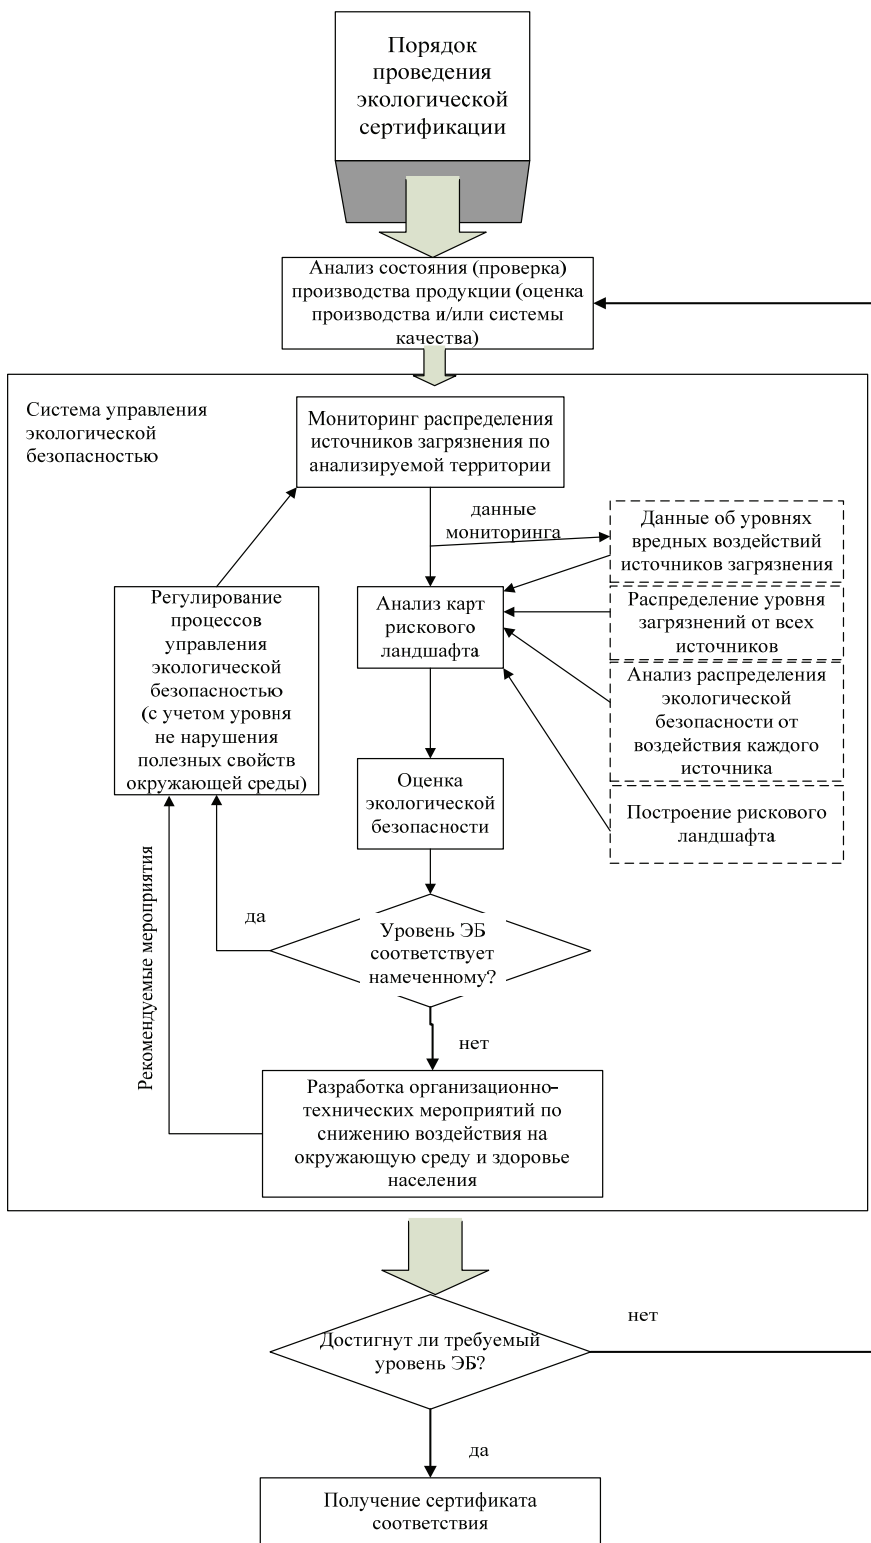 Порядок
проведения
экологической
сертификации
Анализ состояния (проверка)
производства продукции (оценка
производства и/или системы
качества)
Система управления
экологической
безопасностью
Мониторинг распределения
источников загрязнения по
анализируемой территории
данные
мониторинга
Данные об уровнях
вредных воздействий
источников загрязнения
Регулирование
процессов
управления
экологической
безопасностью
(с учетом уровня
не нарушения
полезных свойств
окружающей среды)
Анализ карт
рискового
ландшафта
Распределение уровня
загрязнений от всех
источников
Анализ распределения
экологической
безопасности от
воздействия каждого
источника
Оценка
экологической
безопасности
Построение рискового
ландшафта
Рекомендуемые мероприятия
да
Уровень ЭБ
соответствует
намеченному?
нет
Разработка организационно-
технических мероприятий по
снижению воздействия на
окружающую среду и здоровье
населения
нет
Достигнут ли требуемый
уровень ЭБ?
да
Получение сертификата
соответствия